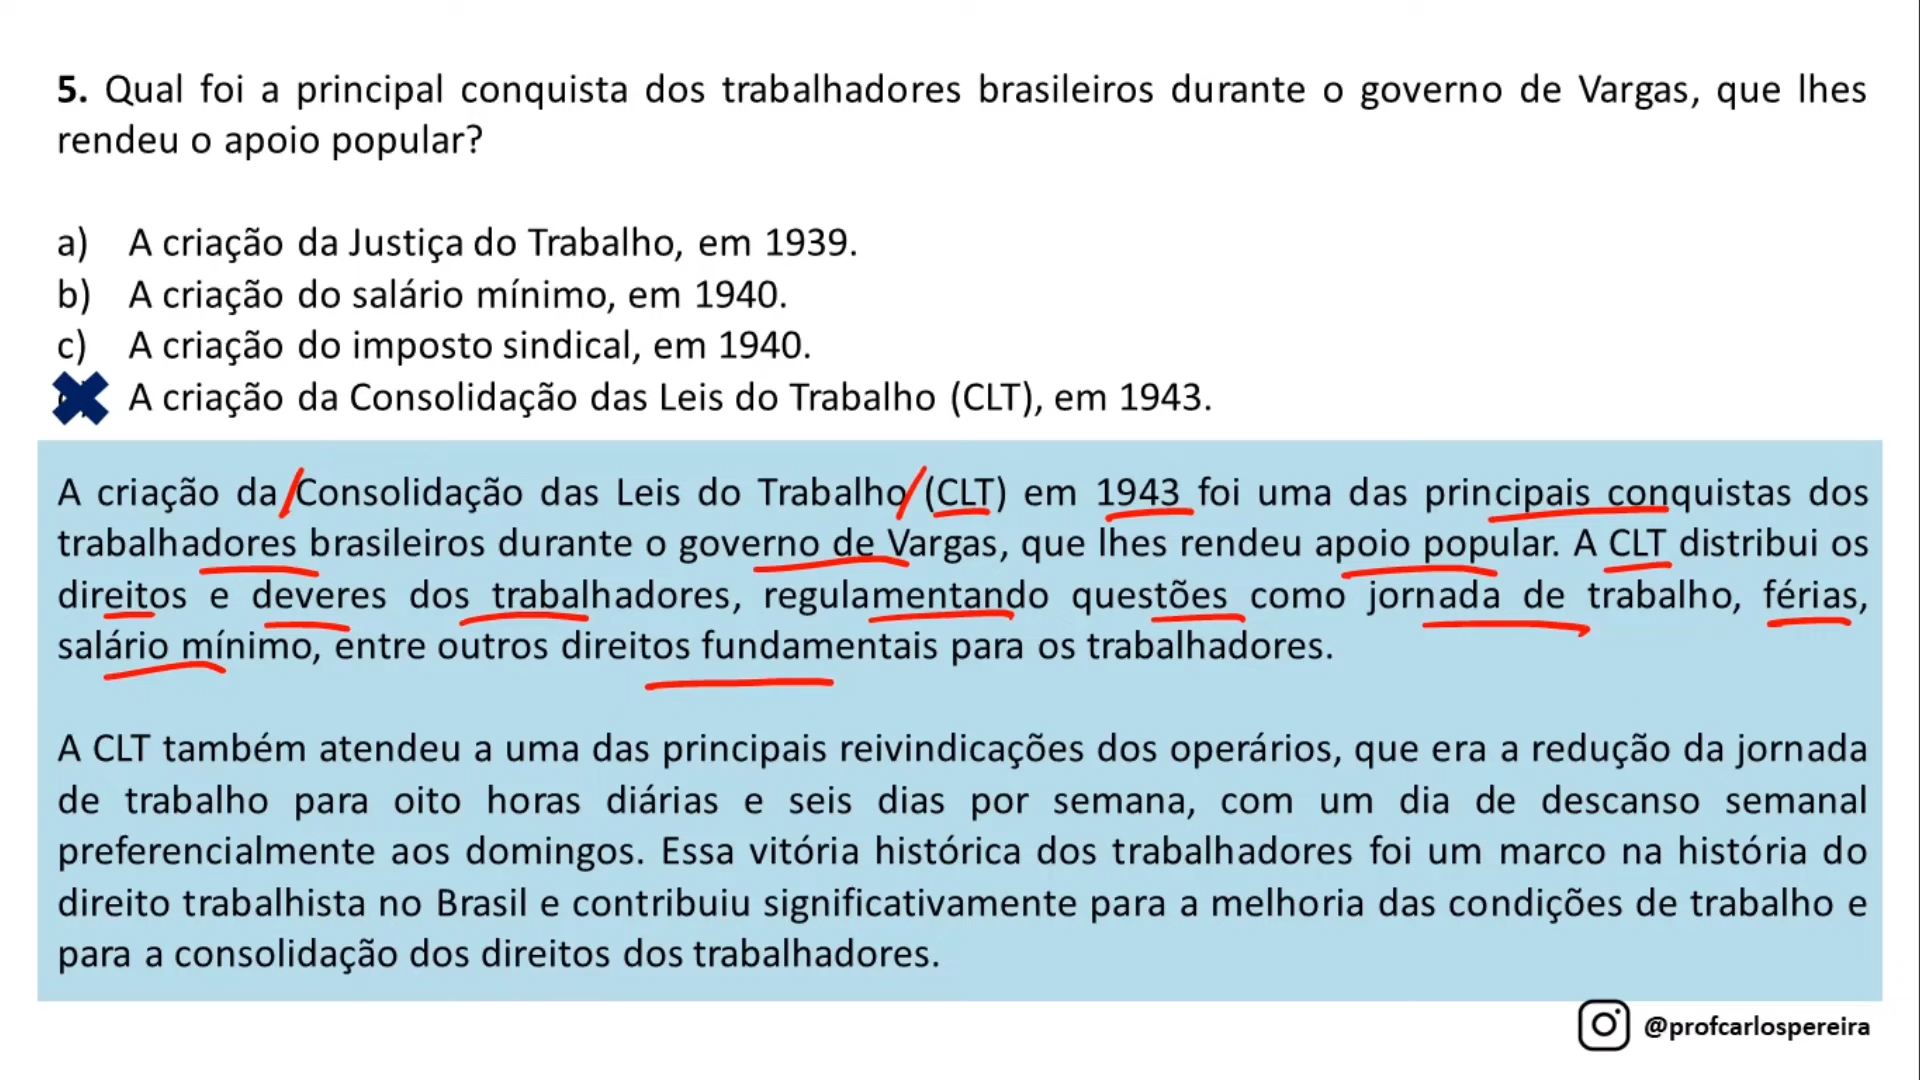 5. Qual foi a principal conquista dos trabalhadores brasileiros durante o governo de Vargas, que lhes
rendeu o apoio popular?
a) A criação da Justiça do Trabalho, em 1939.
b) A criação do salário mínimo, em 1940.
c) A criação do imposto sindical, em 1940.
A criação da Consolidação das Leis do Trabalho (CLT), em 1943.
A criação da Consolidação das Leis do Trabalho (CLT) em 1943 foi uma das principais conquistas dos
trabalhadores brasileiros durante o governo de Vargas, que lhes rendeu apoio popular. A CLT distribui os
direitos e deveres dos trabalhadores, regulamentando questões como jornada de trabalho, férias,
salário mínimo, entre outros direitos fundamentais para os trabalhadores.
A CLT também atendeu a uma das principais reivindicações dos operários, que era a redução da jornada
de trabalho para oito horas diárias e seis dias por semana, com um dia de descanso semanal
preferencialmente aos domingos. Essa vitória histórica dos trabalhadores foi um marco na história do
direito trabalhista no Brasil e contribuiu significativamente para a melhoria das condições de trabalho e
para a consolidação dos direitos dos trabalhadores.
@profcarlospereira